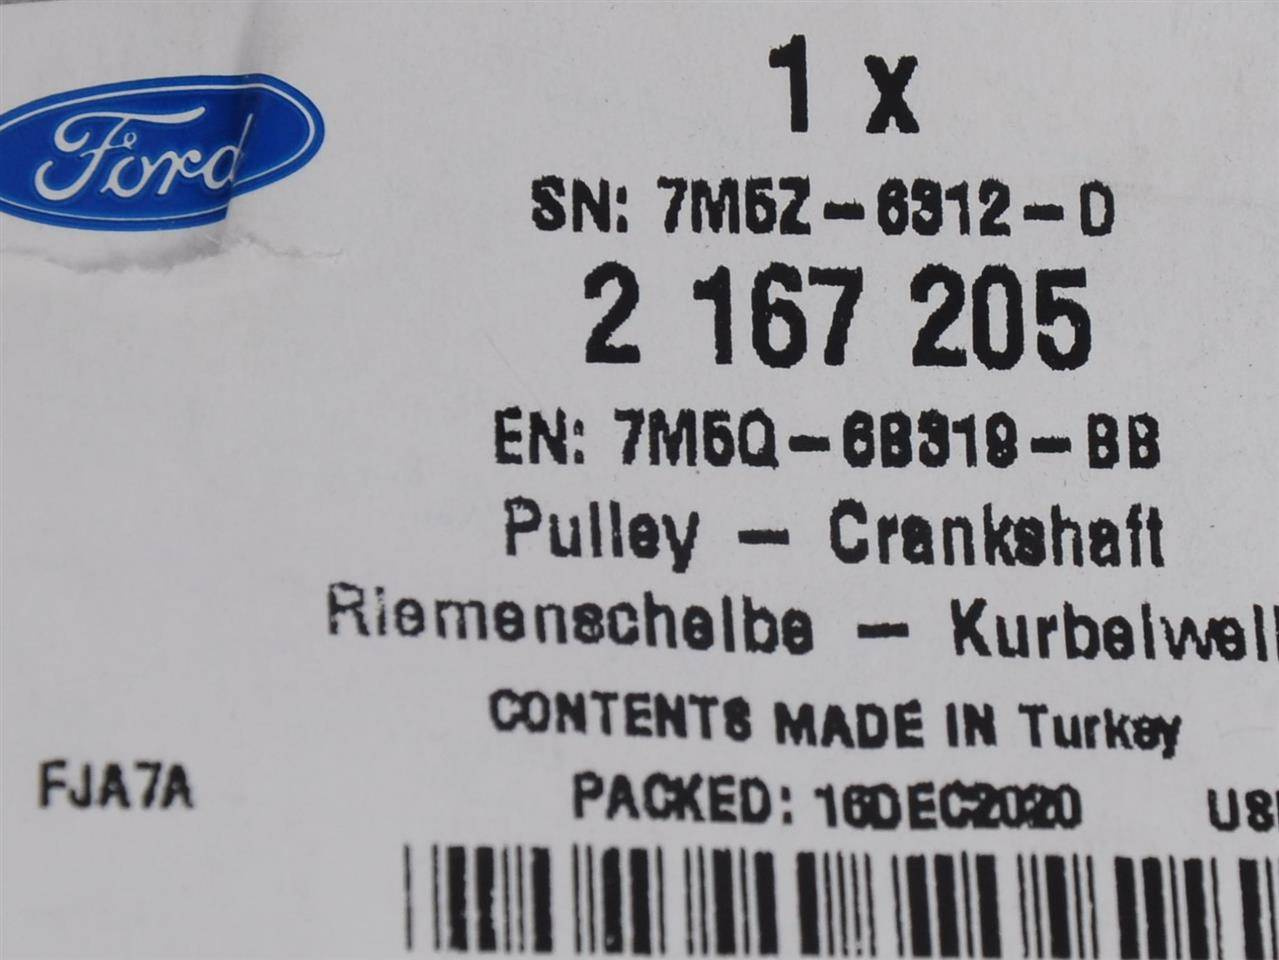 Ford
1 x
SN: 7M5Z-6312-D
2 167 205
EN: 7M5Q-6B319-BB
Pulley - Crankshaft
Riemenscheibe - Kurbelwell
CONTENTS MADE IN Turkey
FJA7A
PACKED: 16DEC2020